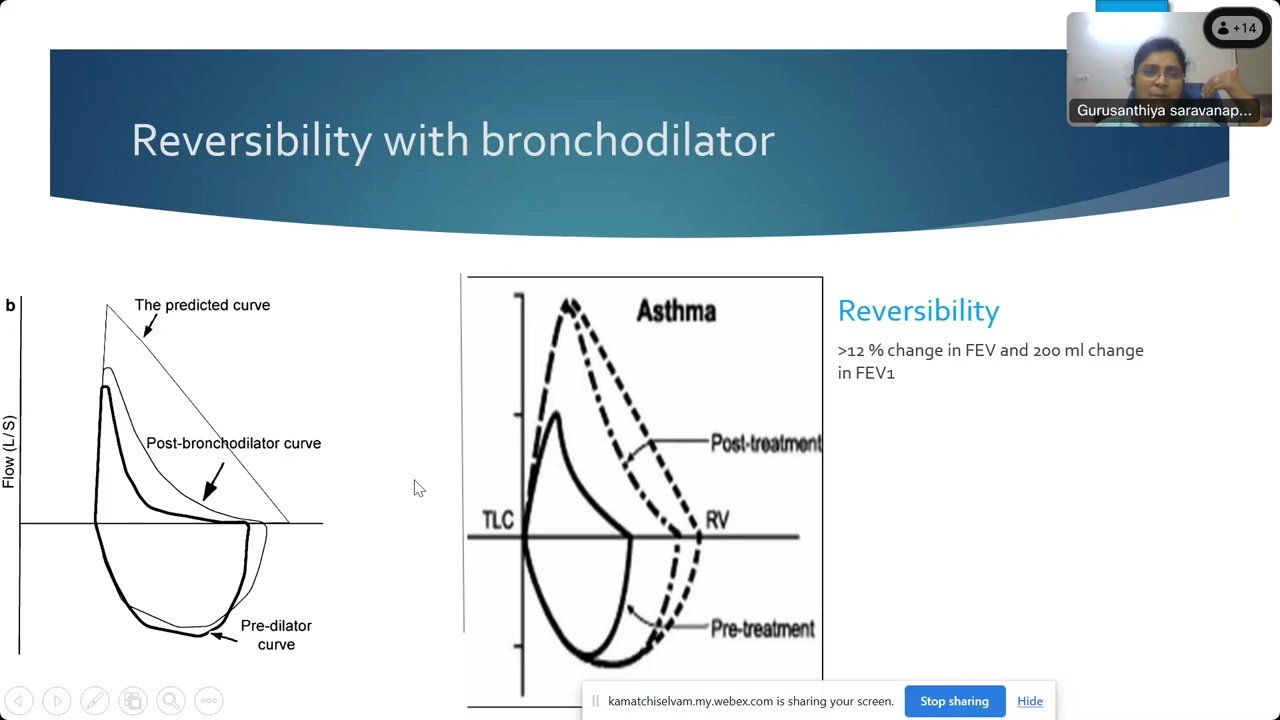 +14
Gurusanthiya saravanap...
Reversibility with bronchodilator
b
The predicted curve
Post-bronchodilator curve
Flow (L/S)
Pre-dilator
curve
Asthma
Post-treatment
TLC
RV
Pre-treatment
Reversibility
>12 % change in FEV and 200 ml change
in FEV1
kamatchiselvam.my.webex.com is sharing your screen.
Stop sharing
Hide